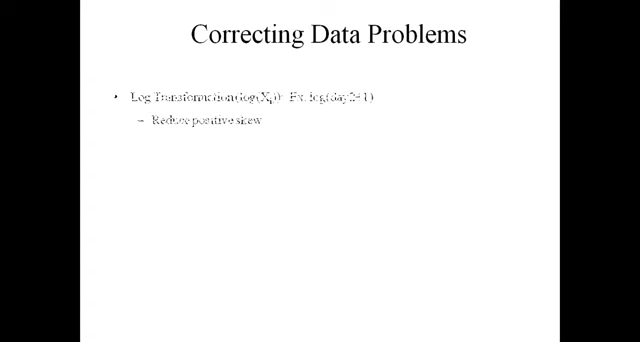 Correcting Data Problems
• Log Transformation (log(Xᵢ)): Ex. log(day2+1)
– Reduce positive skew